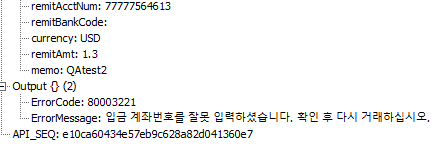 remitAcctNum: 77777564613
remitBankCode:
currency: USD
remitAmt: 1.3
memo: QAtest2
Output {} (2)
ErrorCode: 80003221
ErrorMessage: 입금 계좌번호를 잘못 입력하셨습니다. 확인 후 다시 거래하십시오.
API_SEQ: e10ca60434e57eb9c628a82d041360e7